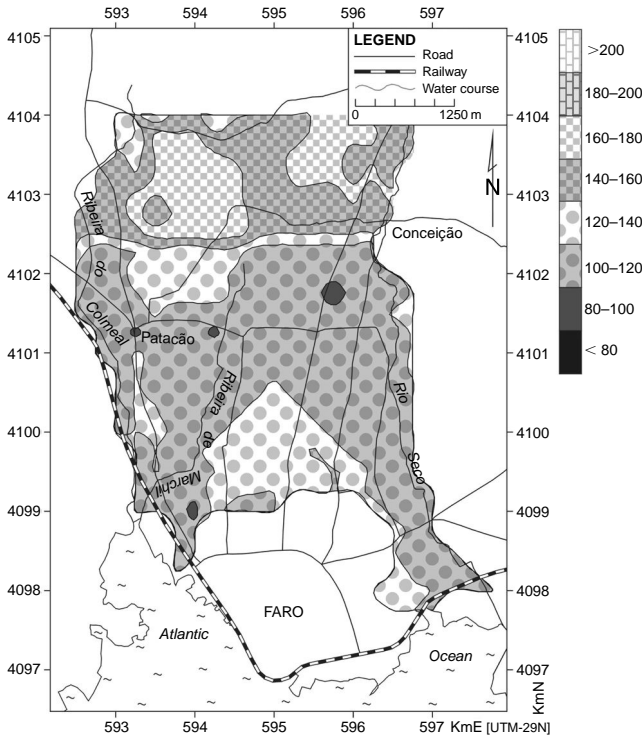 593 594 595 596 597
4105 4105
4104 4104
4103 4103
4102 4102
4101 4101
4100 4100
4099 4099
4098 4098
4097 4097
LEGEND
Road
Railway
Water course
0 1250 m
N
Ribeira do Colmeal
Conceição
Patacão
Ribeira de Marchil
Rio Seco
FARO
Atlantic
Ocean
KmN
593 594 595 596 597 KmE [UTM-29N]
>200
180–200
160–180
140–160
120–140
100–120
80–100
< 80